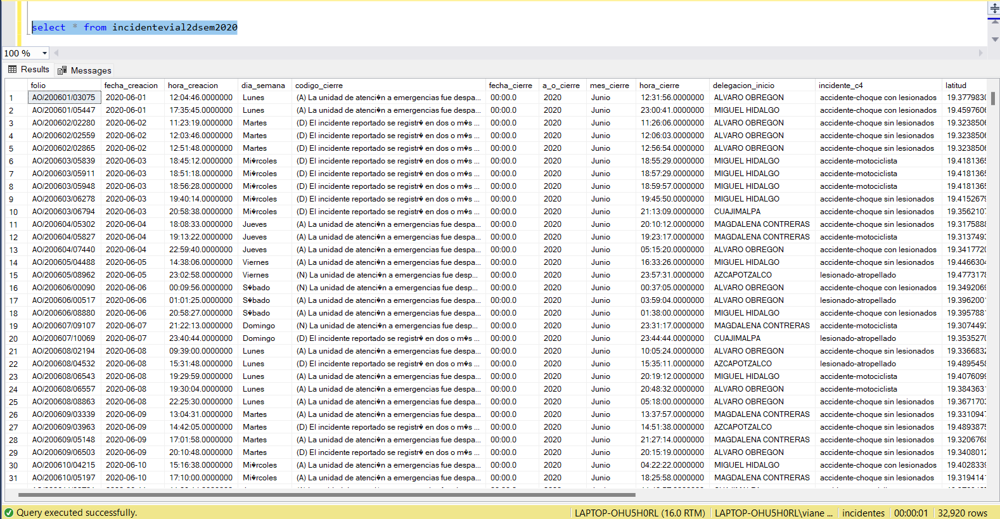 select * from incidentevial2dsem2020
100 %
Results Messages
folio fecha_creacion hora_creacion dia_semana codigo_cierre fecha_cierre a_o_cierre mes_cierre hora_cierre delegacion_inicio incidente_c4 latitud
1 AO/200601/03075 2020-06-01 12:04:46.0000000 Lunes (A) La unidad de atenci�n a emergencias fue despa... 00:00.0 2020 Junio 12:31:56.0000000 ALVARO OBREGON accidente-choque con lesionados 19.3779830
2 AO/200601/05447 2020-06-01 17:35:45.0000000 Lunes (A) La unidad de atenci�n a emergencias fue despa... 00:00.0 2020 Junio 23:00:41.0000000 MIGUEL HIDALGO accidente-choque con lesionados 19.4597606
3 AO/200602/02280 2020-06-02 11:23:19.0000000 Martes (D) El incidente reportado se registr� en dos o m�s ... 00:00.0 2020 Junio 11:26:06.0000000 ALVARO OBREGON accidente-choque sin lesionados 19.3238506
4 AO/200602/02559 2020-06-02 12:03:46.0000000 Martes (D) El incidente reportado se registr� en dos o m�s ... 00:00.0 2020 Junio 12:06:03.0000000 ALVARO OBREGON accidente-choque sin lesionados 19.3238506
5 AO/200602/02865 2020-06-02 12:51:48.0000000 Martes (D) El incidente reportado se registr� en dos o m�s ... 00:00.0 2020 Junio 12:56:54.0000000 ALVARO OBREGON accidente-choque sin lesionados 19.3238506
6 AO/200603/05839 2020-06-03 18:45:12.0000000 Mi�rcoles (D) El incidente reportado se registr� en dos o m�s ... 00:00.0 2020 Junio 18:55:29.0000000 MIGUEL HIDALGO accidente-motociclista 19.4181365
7 AO/200603/05911 2020-06-03 18:51:18.0000000 Mi�rcoles (D) El incidente reportado se registr� en dos o m�s ... 00:00.0 2020 Junio 18:57:29.0000000 MIGUEL HIDALGO accidente-motociclista 19.4181365
8 AO/200603/05948 2020-06-03 18:56:28.0000000 Mi�rcoles (D) El incidente reportado se registr� en dos o m�s ... 00:00.0 2020 Junio 18:59:57.0000000 MIGUEL HIDALGO accidente-motociclista 19.4181365
9 AO/200603/06278 2020-06-03 19:40:14.0000000 Mi�rcoles (D) El incidente reportado se registr� en dos o m�s ... 00:00.0 2020 Junio 19:45:50.0000000 MIGUEL HIDALGO accidente-choque sin lesionados 19.4152679
10 AO/200603/06794 2020-06-03 20:58:38.0000000 Mi�rcoles (D) El incidente reportado se registr� en dos o m�s ... 00:00.0 2020 Junio 21:13:09.0000000 CUAJIMALPA accidente-choque sin lesionados 19.3562107
11 AO/200604/05302 2020-06-04 18:08:33.0000000 Jueves (A) La unidad de atenci�n a emergencias fue despa... 00:00.0 2020 Junio 20:10:12.0000000 MAGDALENA CONTRERAS accidente-choque sin lesionados 19.3175888
12 AO/200604/05827 2020-06-04 19:13:22.0000000 Jueves (A) La unidad de atenci�n a emergencias fue despa... 00:00.0 2020 Junio 19:23:17.0000000 MAGDALENA CONTRERAS accidente-motociclista 19.3137493
13 AO/200604/07440 2020-06-04 22:59:40.0000000 Jueves (A) La unidad de atenci�n a emergencias fue despa... 00:00.0 2020 Junio 05:15:20.0000000 ALVARO OBREGON accidente-choque sin lesionados 19.3417720
14 AO/200605/04488 2020-06-05 14:38:06.0000000 Viernes (A) La unidad de atenci�n a emergencias fue despa... 00:00.0 2020 Junio 16:33:26.0000000 MIGUEL HIDALGO accidente-choque sin lesionados 19.4466304
15 AO/200605/08962 2020-06-05 23:02:58.0000000 Viernes (N) La unidad de atenci�n a emergencias fue desp... 00:00.0 2020 Junio 23:57:31.0000000 AZCAPOTZALCO lesionado-atropellado 19.4773178
16 AO/200606/00090 2020-06-06 00:09:56.0000000 S�bado (N) La unidad de atenci�n a emergencias fue desp... 00:00.0 2020 Junio 00:37:05.0000000 ALVARO OBREGON accidente-choque con lesionados 19.3492069
17 AO/200606/00517 2020-06-06 01:01:25.0000000 S�bado (A) La unidad de atenci�n a emergencias fue despa... 00:00.0 2020 Junio 03:59:04.0000000 ALVARO OBREGON lesionado-atropellado 19.3962001
18 AO/200606/08880 2020-06-06 20:58:27.0000000 S�bado (A) La unidad de atenci�n a emergencias fue despa... 00:00.0 2020 Junio 01:38:00.0000000 MIGUEL HIDALGO accidente-choque con lesionados 19.3957881
19 AO/200607/09107 2020-06-07 21:22:13.0000000 Domingo (N) La unidad de atenci�n a emergencias fue desp... 00:00.0 2020 Junio 23:31:17.0000000 MAGDALENA CONTRERAS accidente-motociclista 19.3074493
20 AO/200607/10069 2020-06-07 23:40:44.0000000 Domingo (D) El incidente reportado se registr� en dos o m�s ... 00:00.0 2020 Junio 23:44:44.0000000 CUAJIMALPA lesionado-atropellado 19.3535270
21 AO/200608/02194 2020-06-08 09:39:00.0000000 Lunes (A) La unidad de atenci�n a emergencias fue despa... 00:00.0 2020 Junio 10:05:24.0000000 ALVARO OBREGON accidente-choque sin lesionados 19.3366832
22 AO/200608/04532 2020-06-08 15:31:48.0000000 Lunes (D) El incidente reportado se registr� en dos o m�s ... 00:00.0 2020 Junio 15:35:11.0000000 AZCAPOTZALCO lesionado-atropellado 19.4895458
23 AO/200608/06543 2020-06-08 19:29:59.0000000 Lunes (A) La unidad de atenci�n a emergencias fue despa... 00:00.0 2020 Junio 20:19:12.0000000 MIGUEL HIDALGO accidente-motociclista 19.4076099
24 AO/200608/06557 2020-06-08 19:30:04.0000000 Lunes (A) La unidad de atenci�n a emergencias fue despa... 00:00.0 2020 Junio 20:48:32.0000000 ALVARO OBREGON accidente-motociclista 19.3843631
25 AO/200608/08863 2020-06-08 22:25:30.0000000 Lunes (A) La unidad de atenci�n a emergencias fue despa... 00:00.0 2020 Junio 05:18:00.0000000 ALVARO OBREGON accidente-choque sin lesionados 19.3671703
26 AO/200609/03339 2020-06-09 13:04:31.0000000 Martes (A) La unidad de atenci�n a emergencias fue despa... 00:00.0 2020 Junio 13:37:57.0000000 MAGDALENA CONTRERAS accidente-choque sin lesionados 19.3310947
27 AO/200609/03963 2020-06-09 14:42:05.0000000 Martes (D) El incidente reportado se registr� en dos o m�s ... 00:00.0 2020 Junio 14:51:38.0000000 AZCAPOTZALCO accidente-choque sin lesionados 19.4893875
28 AO/200609/05148 2020-06-09 17:01:58.0000000 Martes (A) La unidad de atenci�n a emergencias fue despa... 00:00.0 2020 Junio 21:27:14.0000000 MAGDALENA CONTRERAS accidente-choque sin lesionados 19.3206768
29 AO/200609/06503 2020-06-09 20:10:48.0000000 Martes (D) El incidente reportado se registr� en dos o m�s ... 00:00.0 2020 Junio 20:15:19.0000000 ALVARO OBREGON accidente-choque sin lesionados 19.3408012
30 AO/200610/04215 2020-06-10 15:16:38.0000000 Mi�rcoles (A) La unidad de atenci�n a emergencias fue despa... 00:00.0 2020 Junio 04:22:22.0000000 MIGUEL HIDALGO accidente-choque sin lesionados 19.4028339
31 AO/200610/05197 2020-06-10 17:10:00.0000000 Mi�rcoles (A) La unidad de atenci�n a emergencias fue despa... 00:00.0 2020 Junio 18:25:58.0000000 MAGDALENA CONTRERAS accidente-choque sin lesionados 19.3194141
Query executed successfully. LAPTOP-OHU5H0RL (16.0 RTM) LAPTOP-OHU5H0RL\viane ... incidentes 00:00:01 32,920 rows